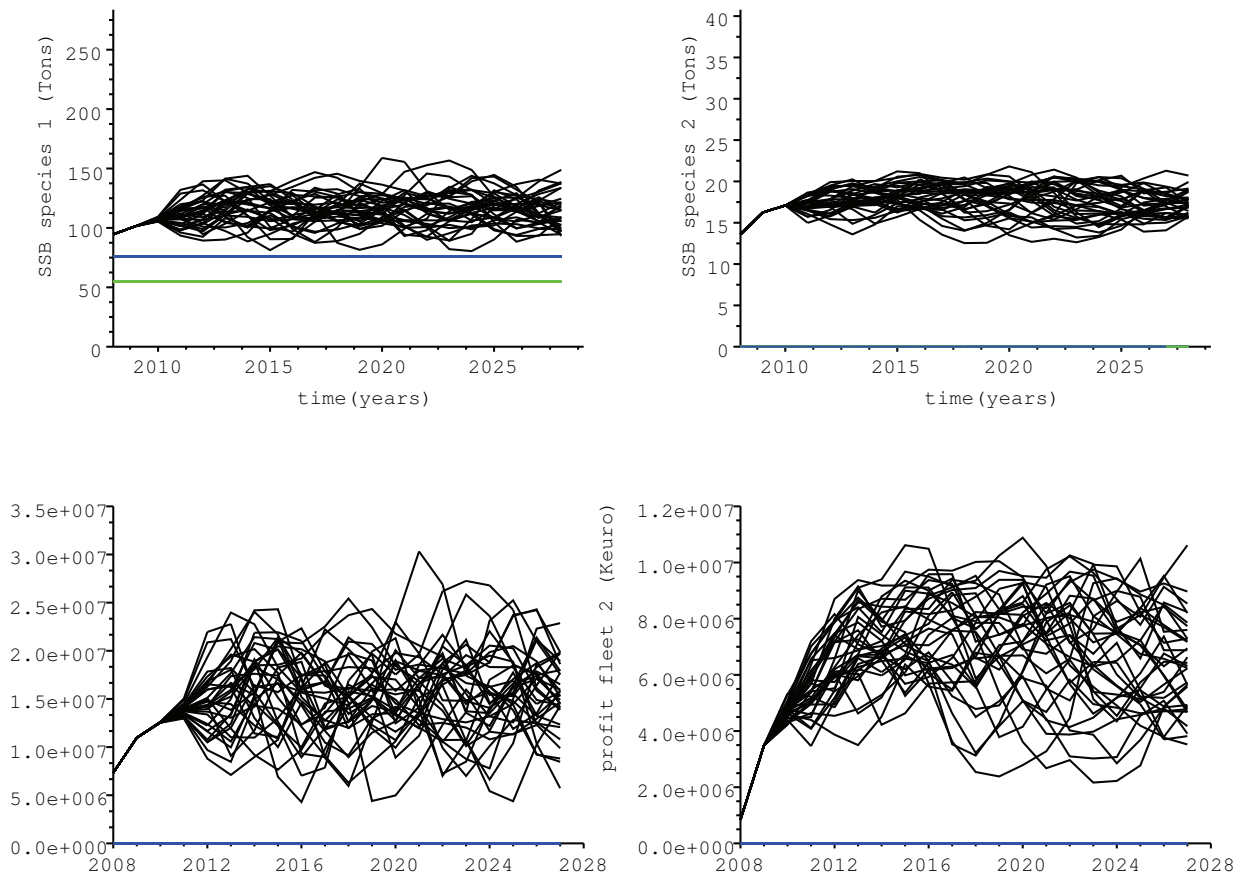 SSB species 1 (Tons)
250
200
150
100
50
0
2010 2015 2020 2025
time(years)
SSB species 2 (Tons)
40
35
30
25
20
15
10
5
0
2010 2015 2020 2025
time(years)
3.5e+007
3.0e+007
2.5e+007
2.0e+007
1.5e+007
1.0e+007
5.0e+006
0.0e+000
2008 2012 2016 2020 2024 2028
profit fleet 2 (Keuro)
1.2e+007
1.0e+007
8.0e+006
6.0e+006
4.0e+006
2.0e+006
0.0e+000
2008 2012 2016 2020 2024 2028